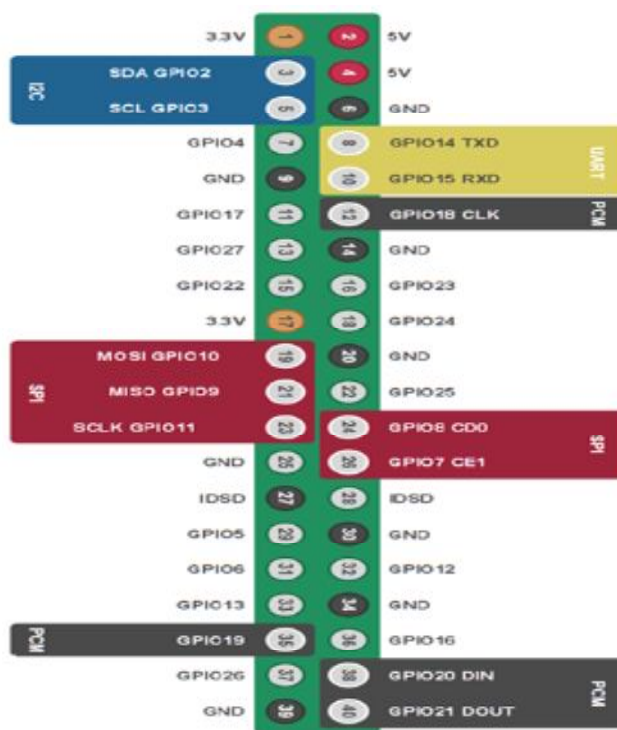 3.3V 1 2 5V
I2C SDA GPIO2 3 4 5V
SCL GPIO3 5 6 GND
GPIO4 7 8 GPIO14 TXD UART
GND 9 10 GPIO15 RXD
GPIO17 11 12 GPIO18 CLK PCM
GPIO27 13 14 GND
GPIO22 15 16 GPIO23
3.3V 17 18 GPIO24
MOSI GPIO10 19 20 GND
SPI MISO GPIO9 21 22 GPIO25
SCLK GPIO11 23 24 GPIO8 CD0 SPI
GND 25 26 GPIO7 CE1
IDSD 27 28 IDSD
GPIO5 29 30 GND
GPIO6 31 32 GPIO12
GPIO13 33 34 GND
PCM GPIO19 35 36 GPIO16
GPIO26 37 38 GPIO20 DIN PCM
GND 39 40 GPIO21 DOUT